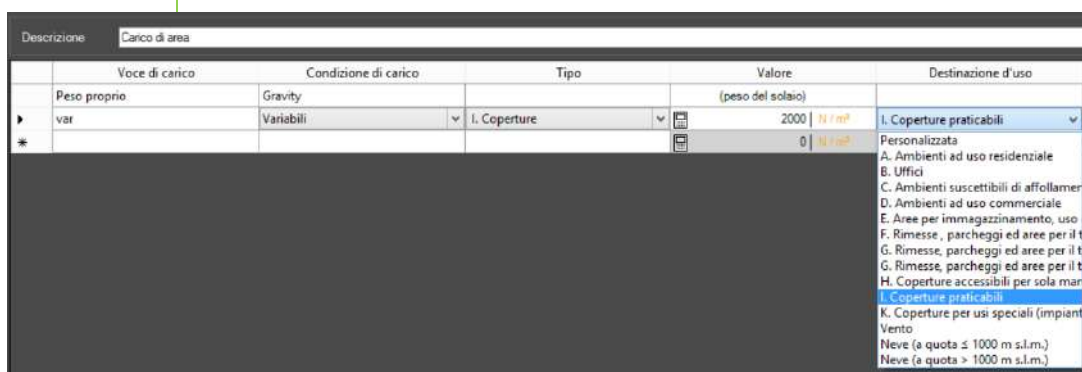 Descrizione Carico di area
Voce di carico Condizione di carico Tipo Valore Destinazione d'uso
Peso proprio Gravity (peso del solaio)
var Variabili I. Coperture 2000 N / m² I. Coperture praticabili
0 N / m²
Personalizzata
A. Ambienti ad uso residenziale
B. Uffici
C. Ambienti suscettibili di affollamer
D. Ambienti ad uso commerciale
E. Aree per immagazzinamento, uso
F. Rimesse , parcheggi ed aree per il t
G. Rimesse, parcheggi ed aree per il t
G. Rimesse, parcheggi ed aree per il t
H. Coperture accessibili per sola mar
I. Coperture praticabili
K. Coperture per usi speciali (impiant
Vento
Neve (a quota ≤ 1000 m s.l.m.)
Neve (a quota > 1000 m s.l.m.)